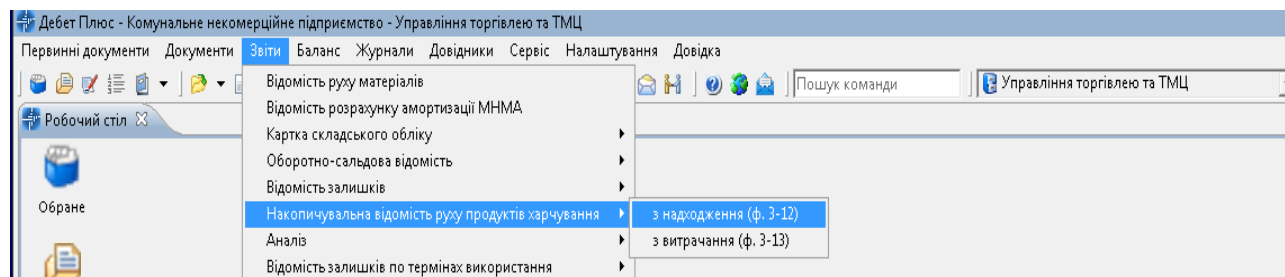 Дебет Плюс - Комунальне некомерційне підприємство - Управління торгівлею та ТМЦ
Первинні документи Документи Звіти Баланс Журнали Довідники Сервіс Налаштування Довідка
Пошук команди Управління торгівлею та ТМЦ
Робочий стіл
Обране
Відомість руху матеріалів
Відомість розрахунку амортизації МНМА
Картка складського обліку
Оборотно-сальдова відомість
Відомість залишків
Накопичувальна відомість руху продуктів харчування
з надходження (ф. 3-12)
з витрачання (ф. 3-13)
Аналіз
Відомість залишків по термінах використання